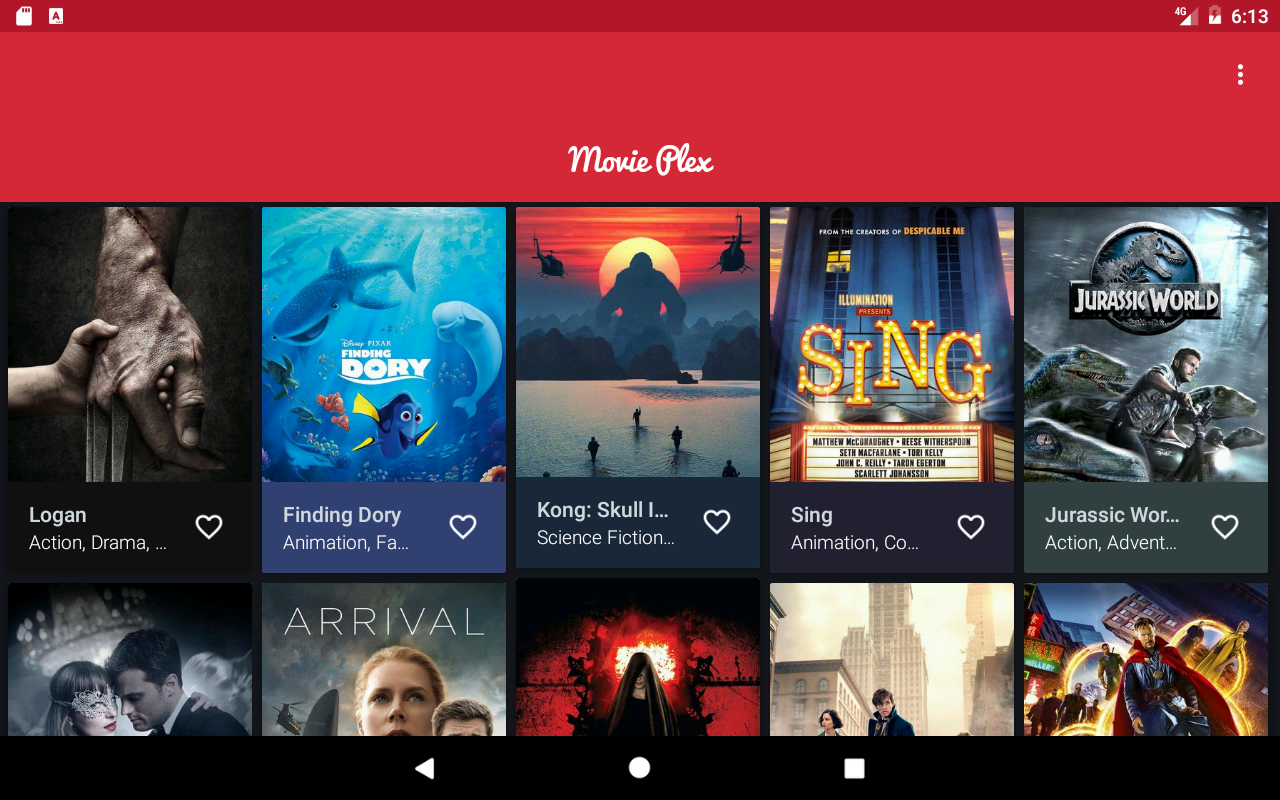 4G 6:13
Movie Plex
Disney PIXAR
FINDING
DORY
FROM THE CREATORS OF DESPICABLE ME
ILLUMINATION
PRESENTS
SING
MATTHEW McCONAUGHEY • REESE WITHERSPOON
SETH MACFARLANE • TORI KELLY
JOHN C. REILLY • TARON EGERTON
SCARLETT JOHANSSON
JURASSIC WORLD
Logan
Action, Drama, ...
Finding Dory
Animation, Fa...
Kong: Skull I...
Science Fiction...
Sing
Animation, Co...
Jurassic Wor...
Action, Advent...
ARRIVAL